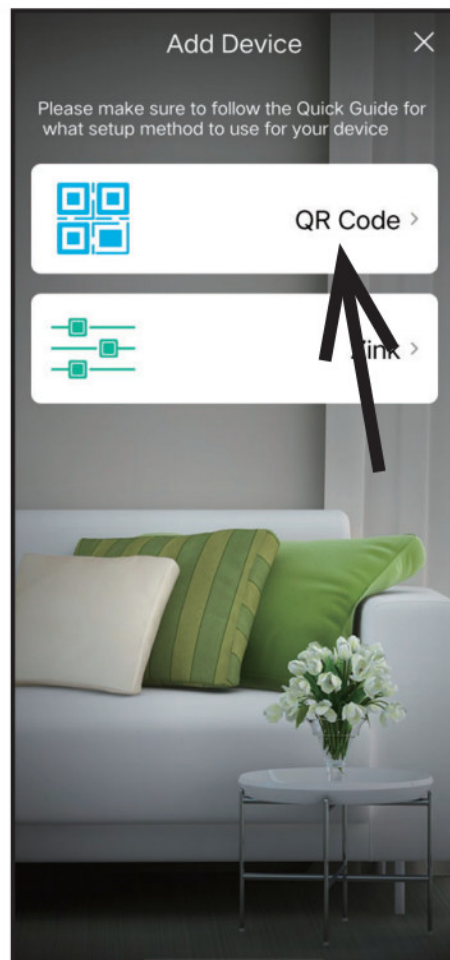 Add Device
Please make sure to follow the Quick Guide for
what setup method to use for your device
QR Code